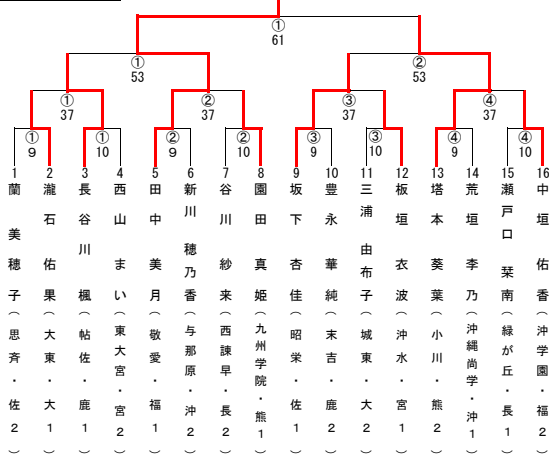 ①
61
①
53
②
53
①
37
②
37
③
37
④
37
①
9
①
10
②
9
②
10
③
9
③
10
④
9
④
10
1 蘭 美穂子（思斉・佐2）
2 瀧石 佑果（大東・大1）
3 長谷川 楓（帖佐・鹿1）
4 西山 まい（東大宮・宮2）
5 田中 美月（敬愛・福1）
6 新川 穂乃香（与那原・沖2）
7 谷川 紗来（西諫早・長2）
8 園田 真姫（九州学院・熊1）
9 坂下 杏佳（昭栄・佐1）
10 豊永 華純（末吉・鹿2）
11 三浦 由布子（城東・大2）
12 板垣 衣波（沖水・宮1）
13 塔本 葵葉（小川・熊2）
14 荒垣 李乃（沖縄尚学・沖1）
15 瀬戸口 栞南（緑が丘・長1）
16 中垣 佑香（沖学園・福2）